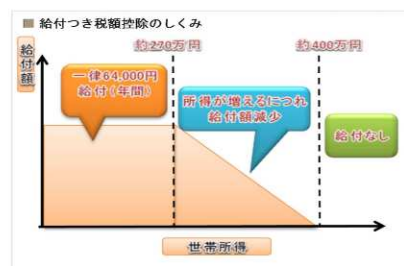 給付つき税額控除のしくみ
給付額
約270万円
約400万円
一律64,000円
給付(年間)
所得が増えるにつれ
給付額減少
給付なし
世帯所得